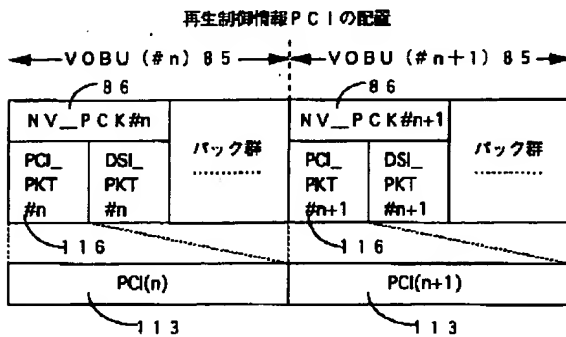 再生制御情報PCIの配置
VOBU (#n) 85 VOBU (#n+1) 85
86 86
NV_PCK#n パック群 NV_PCK#n+1 パック群
PCI_ DSI_ PCI_ DSI_
PKT PKT PKT PKT
#n #n #n+1 #n+1
116 116
PCI(n) PCI(n+1)
113 113